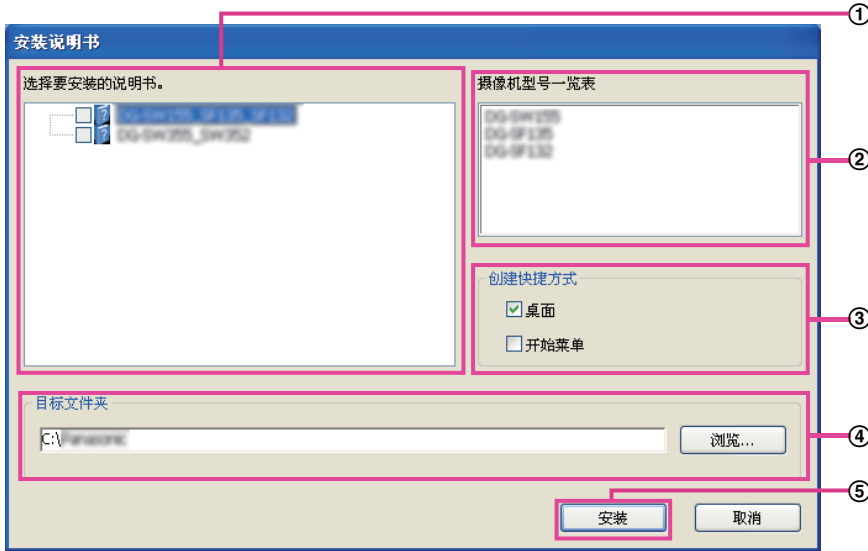 ①
安装说明书
选择要安装的说明书。
DG-SW155_SF135_SF132
DG-SW355_SW352
摄像机型号一览表
DG-SW155
DG-SF135
DG-SF132
②
创建快捷方式
桌面
开始菜单
③
目标文件夹
C:\Panasonic
浏览...
④
⑤
安装
取消